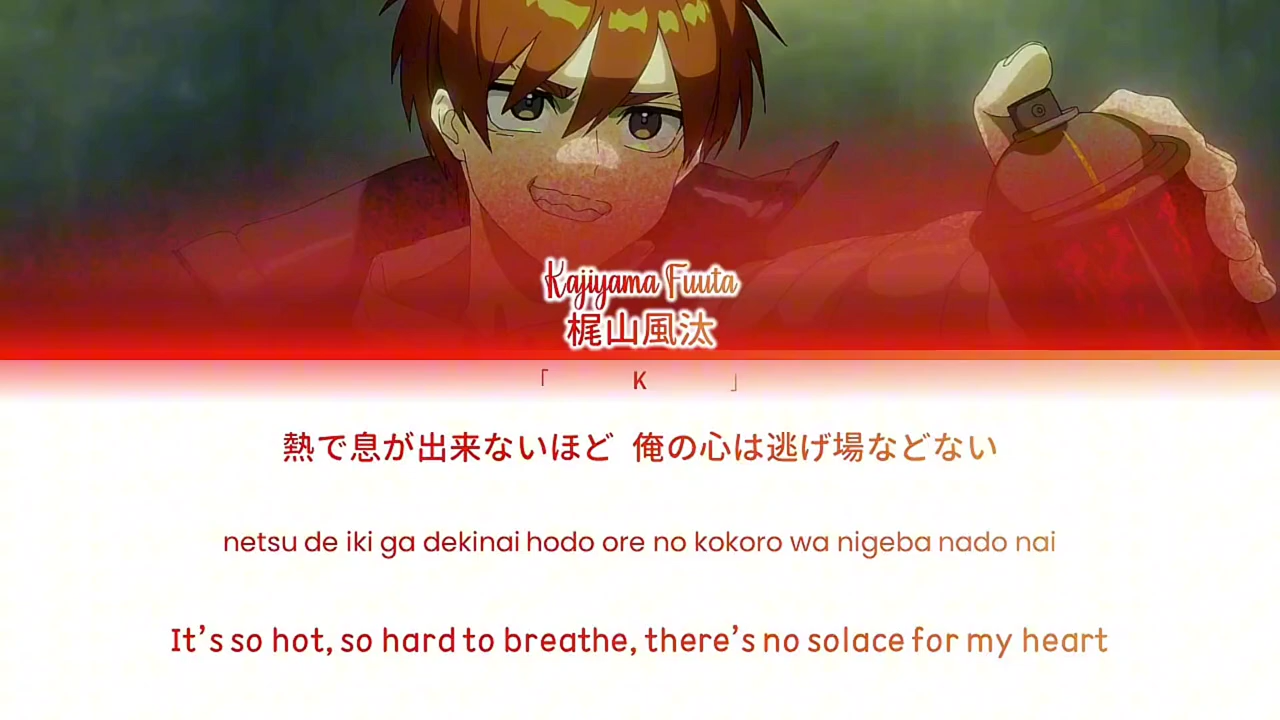 Kajiyama Fuuta
梶山風汰
「 K 」
熱で息が出来ないほど 俺の心は逃げ場などない
netsu de iki ga dekinai hodo ore no kokoro wa nigeba nado nai
It's so hot, so hard to breathe, there's no solace for my heart